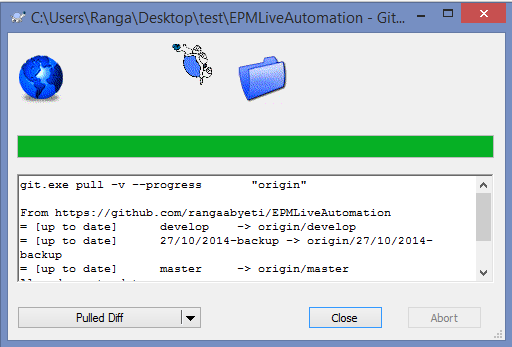 C:\Users\Ranga\Desktop\test\EPMLiveAutomation - Git...
git.exe pull -v --progress "origin"
From https://github.com/rangaabyeti/EPMLiveAutomation
= [up to date] develop -> origin/develop
= [up to date] 27/10/2014-backup -> origin/27/10/2014-
backup
= [up to date] master -> origin/master
Pulled Diff
Close
Abort